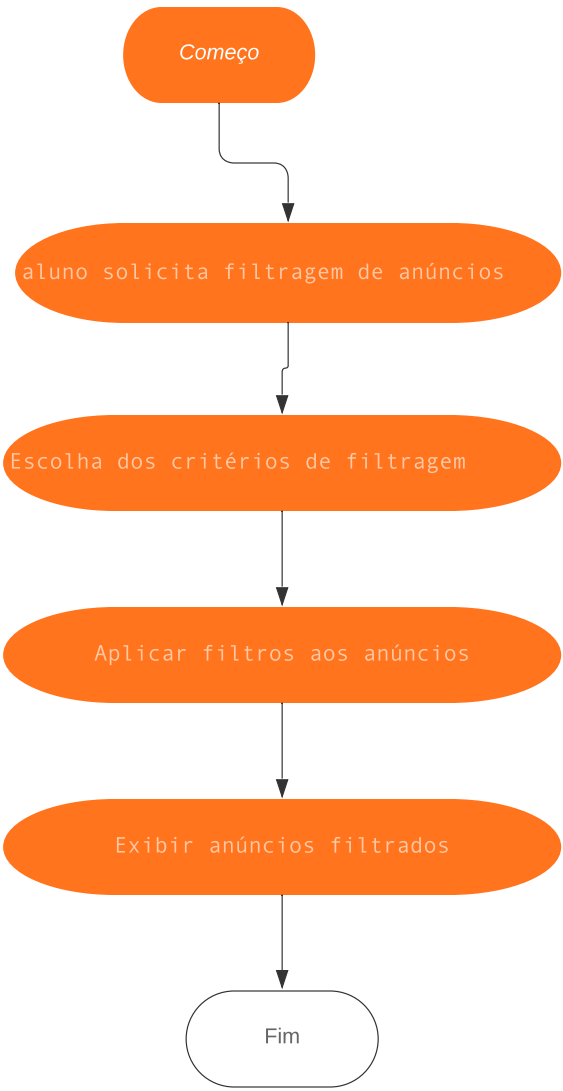 Começo
aluno solicita filtragem de anúncios
Escolha dos critérios de filtragem
Aplicar filtros aos anúncios
Exibir anúncios filtrados
Fim